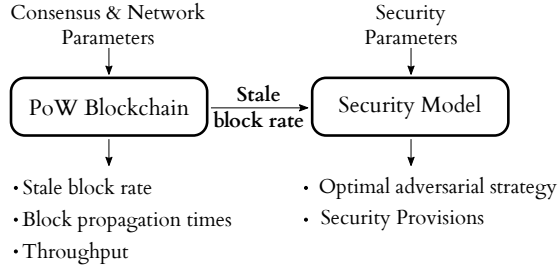 Consensus & Network
Parameters
Security
Parameters
PoW Blockchain
Stale
block rate
Security Model
• Stale block rate
• Block propagation times
• Throughput
• Optimal adversarial strategy
• Security Provisions